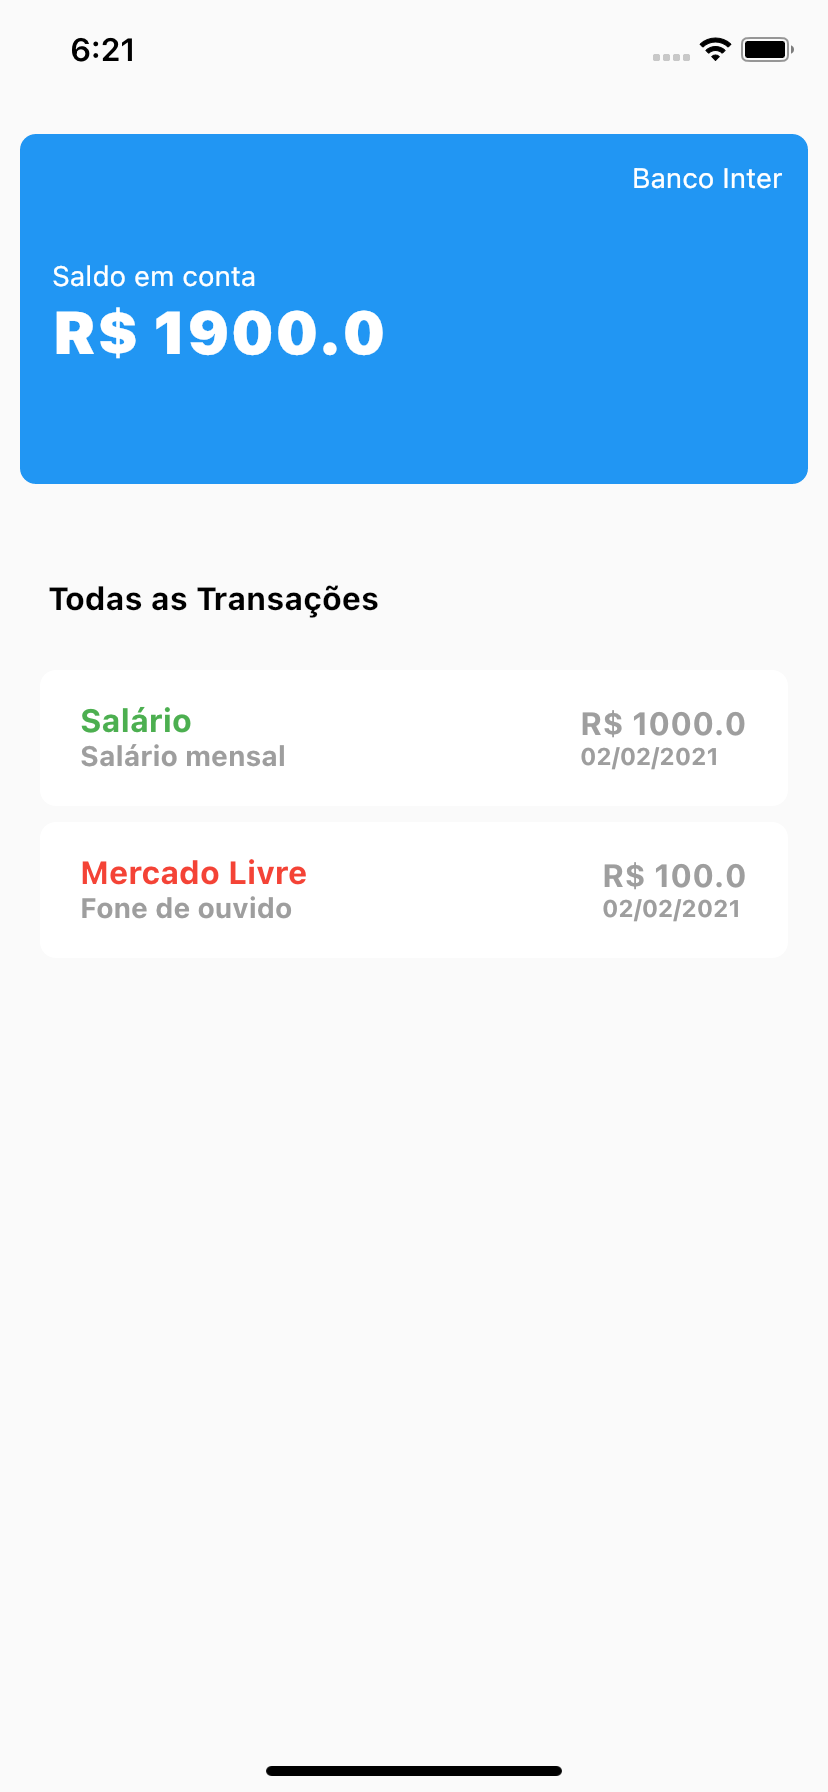 6:21
Banco Inter
Saldo em conta
R$ 1900.0
Todas as Transações
Salário
R$ 1000.0
Salário mensal
02/02/2021
Mercado Livre
R$ 100.0
Fone de ouvido
02/02/2021